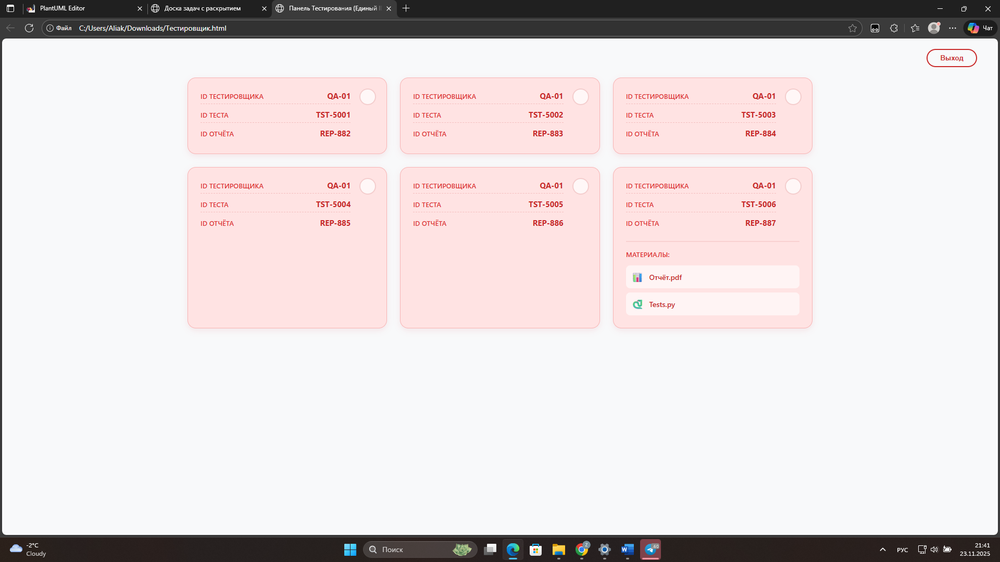 PlantUML Editor
Доска задач с раскрытием
Панель Тестирования (Единый I
Файл
C:/Users/Aliak/Downloads/Тестировщик.html
Чат
Выход
ID ТЕСТИРОВЩИКА QA-01
ID ТЕСТА TST-5001
ID ОТЧЁТА REP-882
ID ТЕСТИРОВЩИКА QA-01
ID ТЕСТА TST-5002
ID ОТЧЁТА REP-883
ID ТЕСТИРОВЩИКА QA-01
ID ТЕСТА TST-5003
ID ОТЧЁТА REP-884
ID ТЕСТИРОВЩИКА QA-01
ID ТЕСТА TST-5004
ID ОТЧЁТА REP-885
ID ТЕСТИРОВЩИКА QA-01
ID ТЕСТА TST-5005
ID ОТЧЁТА REP-886
ID ТЕСТИРОВЩИКА QA-01
ID ТЕСТА TST-5006
ID ОТЧЁТА REP-887
МАТЕРИАЛЫ:
Отчёт.pdf
Tests.py
-2°C
Cloudy
Поиск
Z
W
60
РУС
21:41
23.11.2025